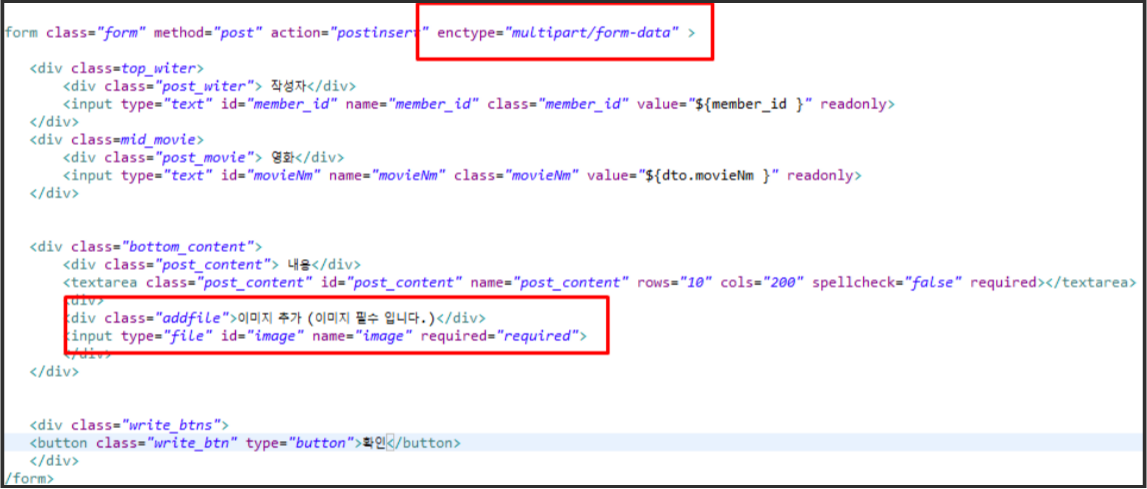 form class="form" method="post" action="postinsert" enctype="multipart/form-data" >
<div class=top_witer>
<div class="post_witer"> 작성자</div>
<input type="text" id="member_id" name="member_id" class="member_id" value="${member_id }" readonly>
</div>
<div class=mid_movie>
<div class="post_movie"> 영화</div>
<input type="text" id="movieNm" name="movieNm" class="movieNm" value="${dto.movieNm }" readonly>
</div>
<div class="bottom_content">
<div class="post_content"> 내용</div>
<textarea class="post_content" id="post_content" name="post_content" rows="10" cols="200" spellcheck="false" required></textarea>
<div>
<div class="addfile">이미지 추가 (이미지 필수 입니다.)</div>
<input type="file" id="image" name="image" required="required">
</div>
</div>
<div class="write_btns">
<button class="write_btn" type="button">확인</button>
</div>
/form>